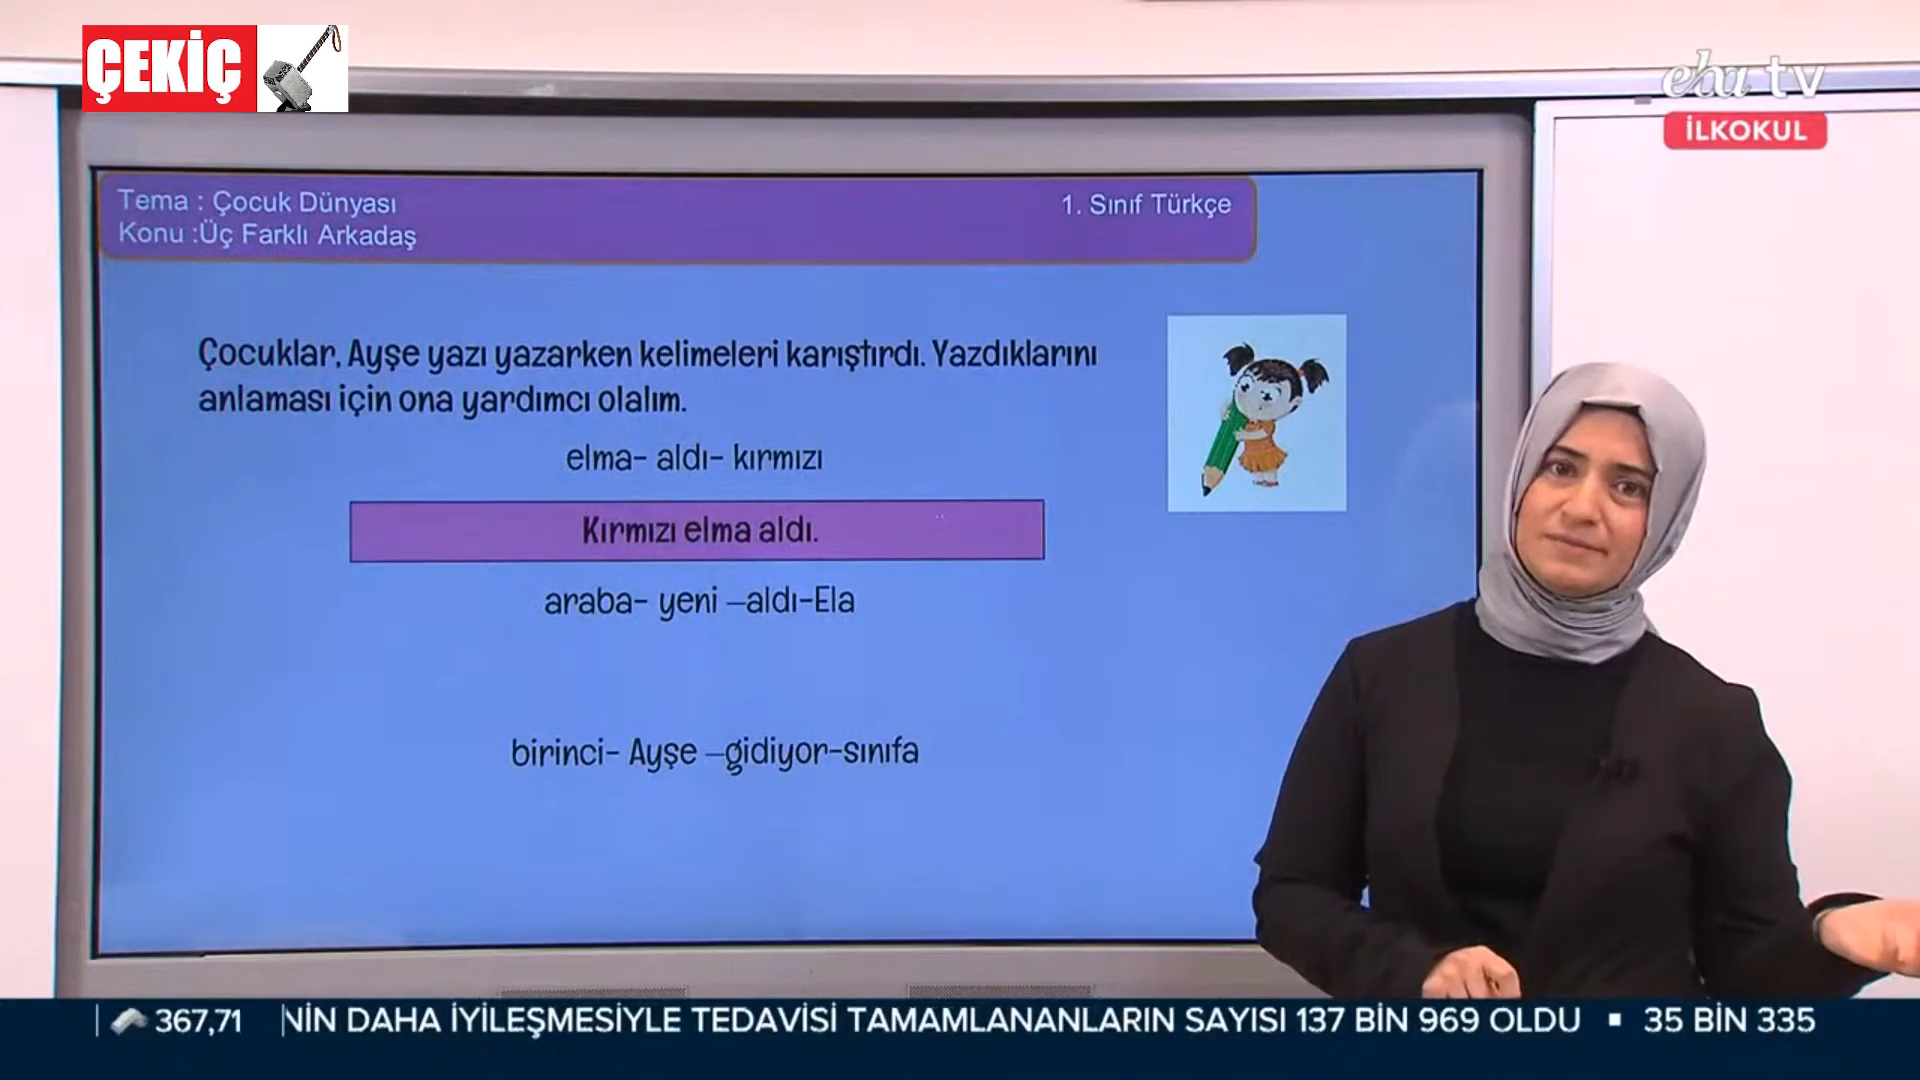 ÇEKİÇ
eba tv
İLKOKUL
Tema : Çocuk Dünyası
1. Sınıf Türkçe
Konu :Üç Farklı Arkadaş
Çocuklar, Ayşe yazı yazarken kelimeleri karıştırdı. Yazdıklarını
anlaması için ona yardımcı olalım.
elma- aldı- kırmızı
Kırmızı elma aldı.
araba- yeni –aldı-Ela
birinci- Ayşe –gidiyor-sınıfa
367,71 NİN DAHA İYİLEŞMESİYLE TEDAVİSİ TAMAMLANANLARIN SAYISI 137 BİN 969 OLDU ▪ 35 BİN 335